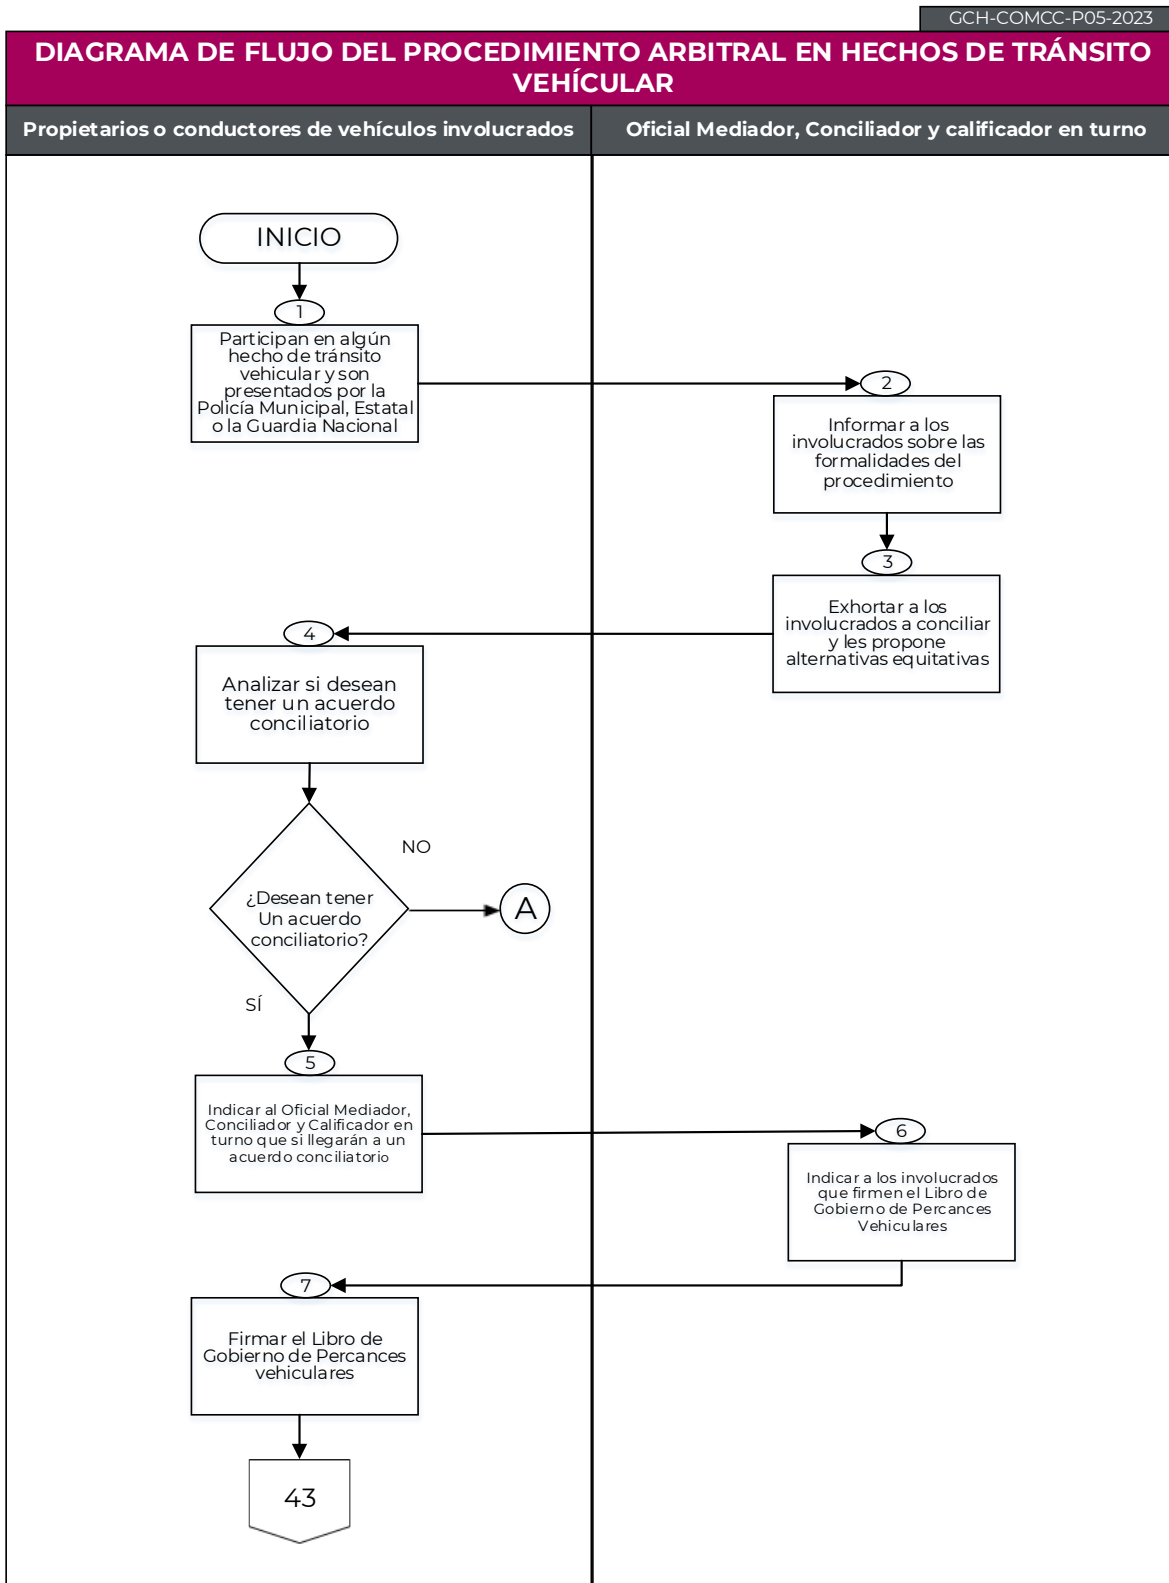 GCH-COMCC-P05-2023
DIAGRAMA DE FLUJO DEL PROCEDIMIENTO ARBITRAL EN HECHOS DE TRÁNSITO
VEHÍCULAR
Propietarios o conductores de vehículos involucrados
Oficial Mediador, Conciliador y calificador en turno
INICIO
1
Participan en algún
hecho de tránsito
vehicular y son
presentados por la
Policía Municipal, Estatal
o la Guardia Nacional
2
Informar a los
involucrados sobre las
formalidades del
procedimiento
3
Exhortar a los
involucrados a conciliar
y les propone
alternativas equitativas
4
Analizar si desean
tener un acuerdo
conciliatorio
NO
¿Desean tener
Un acuerdo
conciliatorio?
A
SÍ
5
Indicar al Oficial Mediador,
Conciliador y Calificador en
turno que si llegarán a un
acuerdo conciliatorio
6
Indicar a los involucrados
que firmen el Libro de
Gobierno de Percances
Vehiculares
7
Firmar el Libro de
Gobierno de Percances
vehiculares
43